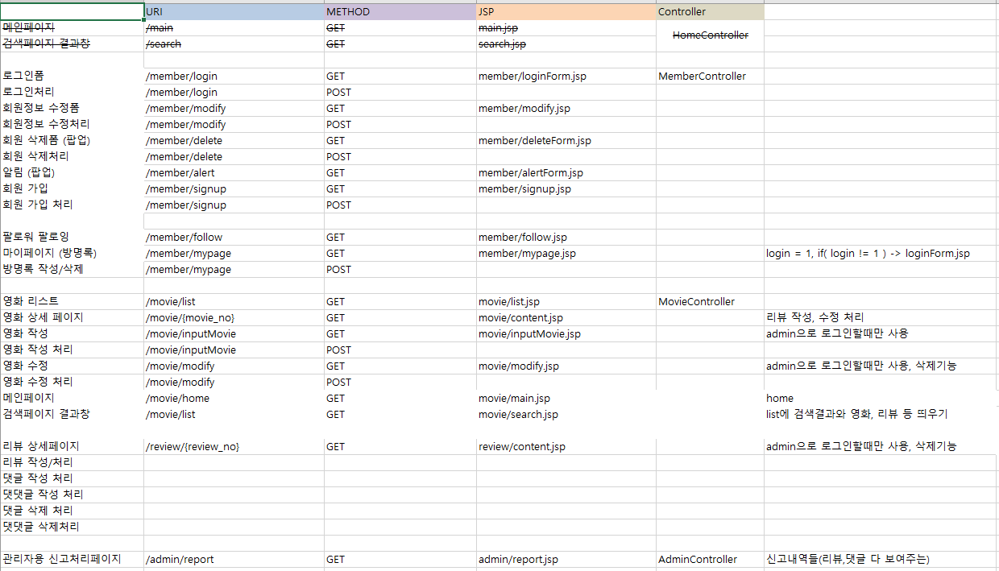 URI METHOD JSP Controller
메인페이지 /main GET main.jsp HomeController
검색페이지 결과창 /search GET search.jsp
로그인폼 /member/login GET member/loginForm.jsp MemberController
로그인처리 /member/login POST
회원정보 수정폼 /member/modify GET member/modify.jsp
회원정보 수정처리 /member/modify POST
회원 삭제폼 (팝업) /member/delete GET member/deleteForm.jsp
회원 삭제처리 /member/delete POST
알림 (팝업) /member/alert GET member/alertForm.jsp
회원 가입 /member/signup GET member/signup.jsp
회원 가입 처리 /member/signup POST
팔로워 팔로잉 /member/follow GET member/follow.jsp
마이페이지 (방명록) /member/mypage GET member/mypage.jsp login = 1, if( login != 1 ) -> loginForm.jsp
방명록 작성/삭제 /member/mypage POST
영화 리스트 /movie/list GET movie/list.jsp MovieController
영화 상세 페이지 /movie/{movie_no} GET movie/content.jsp 리뷰 작성, 수정 처리
영화 작성 /movie/inputMovie GET movie/inputMovie.jsp admin으로 로그인할때만 사용
영화 작성 처리 /movie/inputMovie POST
영화 수정 /movie/modify GET movie/modify.jsp admin으로 로그인할때만 사용, 삭제기능
영화 수정 처리 /movie/modify POST
메인페이지 /movie/home GET movie/main.jsp home
검색페이지 결과창 /movie/list GET movie/search.jsp list에 검색결과와 영화, 리뷰 등 띄우기
리뷰 상세페이지 /review/{review_no} GET review/content.jsp admin으로 로그인할때만 사용, 삭제기능
리뷰 작성/처리
댓글 작성 처리
댓댓글 작성 처리
댓글 삭제 처리
댓댓글 삭제처리
관리자용 신고처리페이지 /admin/report GET admin/report.jsp AdminController 신고내역들(리뷰,댓글 다 보여주는)